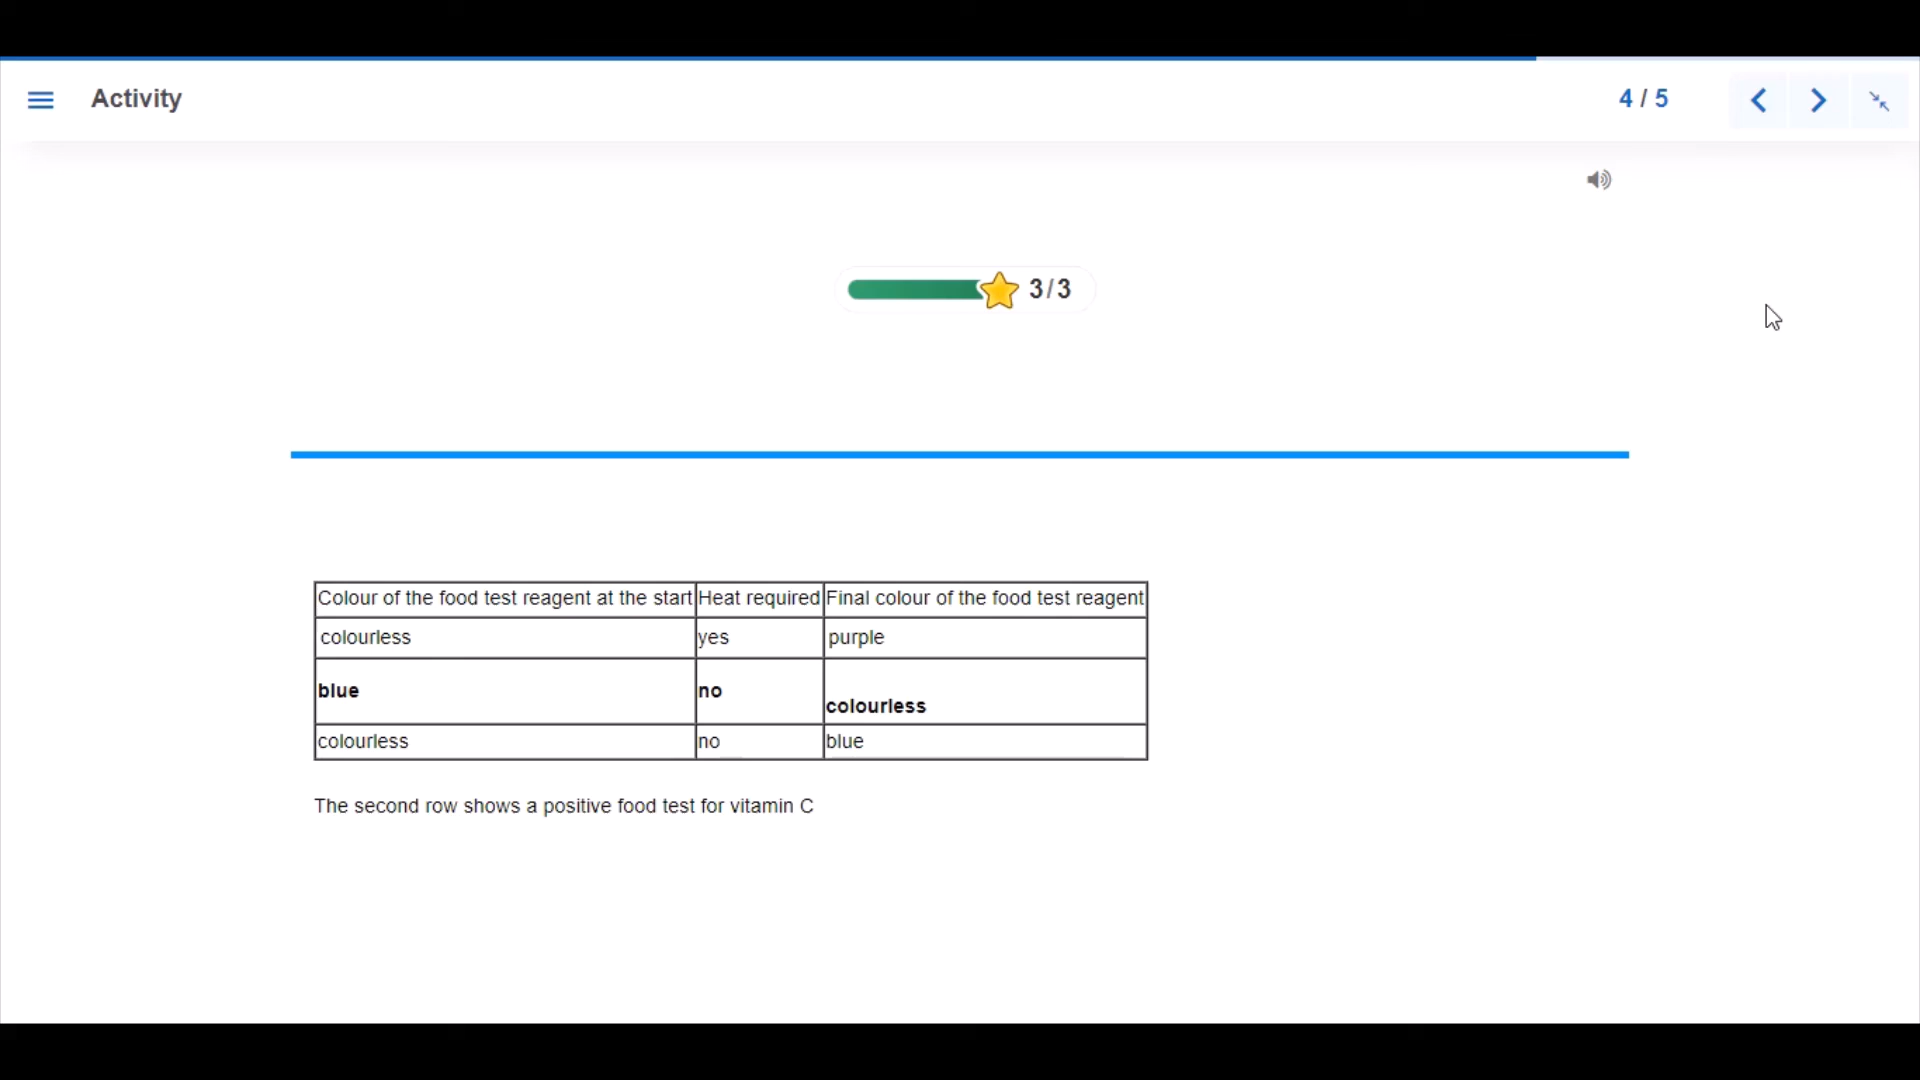 Activity
4 / 5
3/3
Colour of the food test reagent at the start Heat required Final colour of the food test reagent
colourless yes purple
blue no colourless
colourless no blue
The second row shows a positive food test for vitamin C